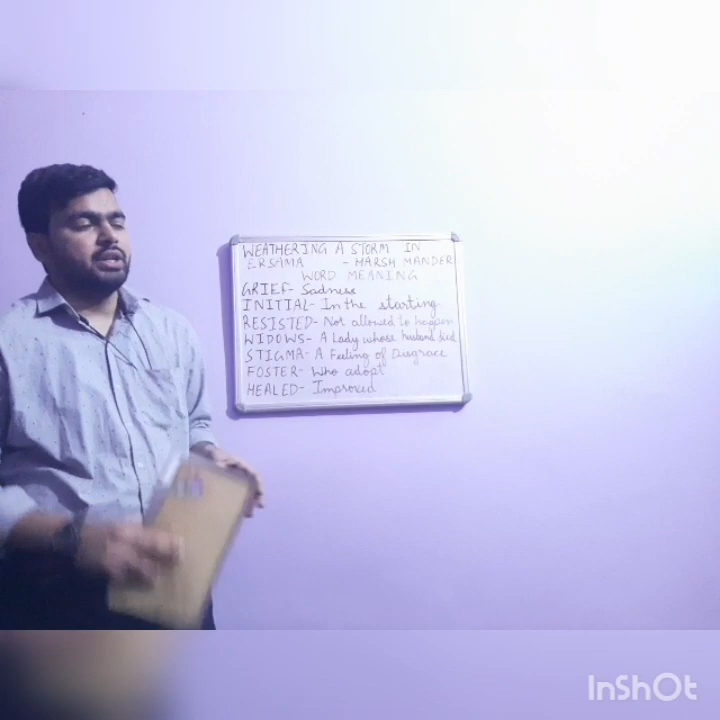 WEATHERING A STORM IN
ERSAMA - HARSH MANDER
WORD MEANING
GRIEF- Sadness
INITIAL- In the starting
RESISTED- Not allowed to happen
WIDOWS- A Lady whose husband died
STIGMA- A Feeling of Disgrace
FOSTER- Who adopt
HEALED- Improved
InShOt